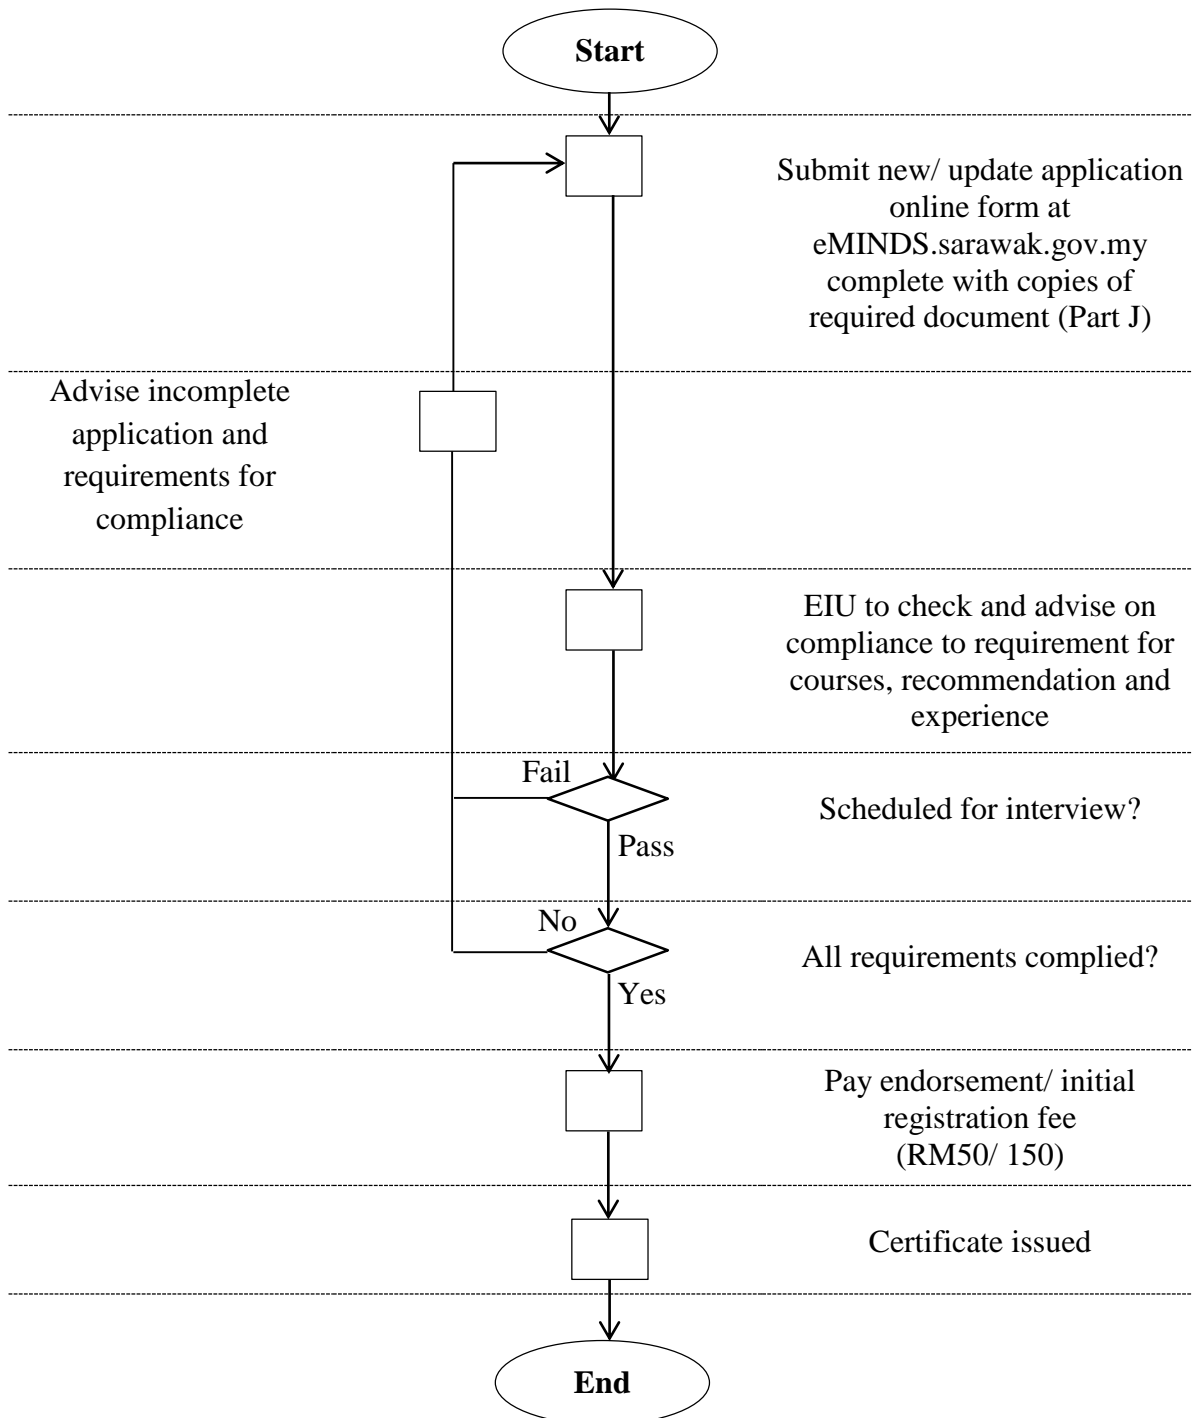 Start
Submit new/ update application
online form at
eMINDS.sarawak.gov.my
complete with copies of
required document (Part J)
Advise incomplete
application and
requirements for
compliance
EIU to check and advise on
compliance to requirement for
courses, recommendation and
experience
Fail
Scheduled for interview?
Pass
No
All requirements complied?
Yes
Pay endorsement/ initial
registration fee
(RM50/ 150)
Certificate issued
End